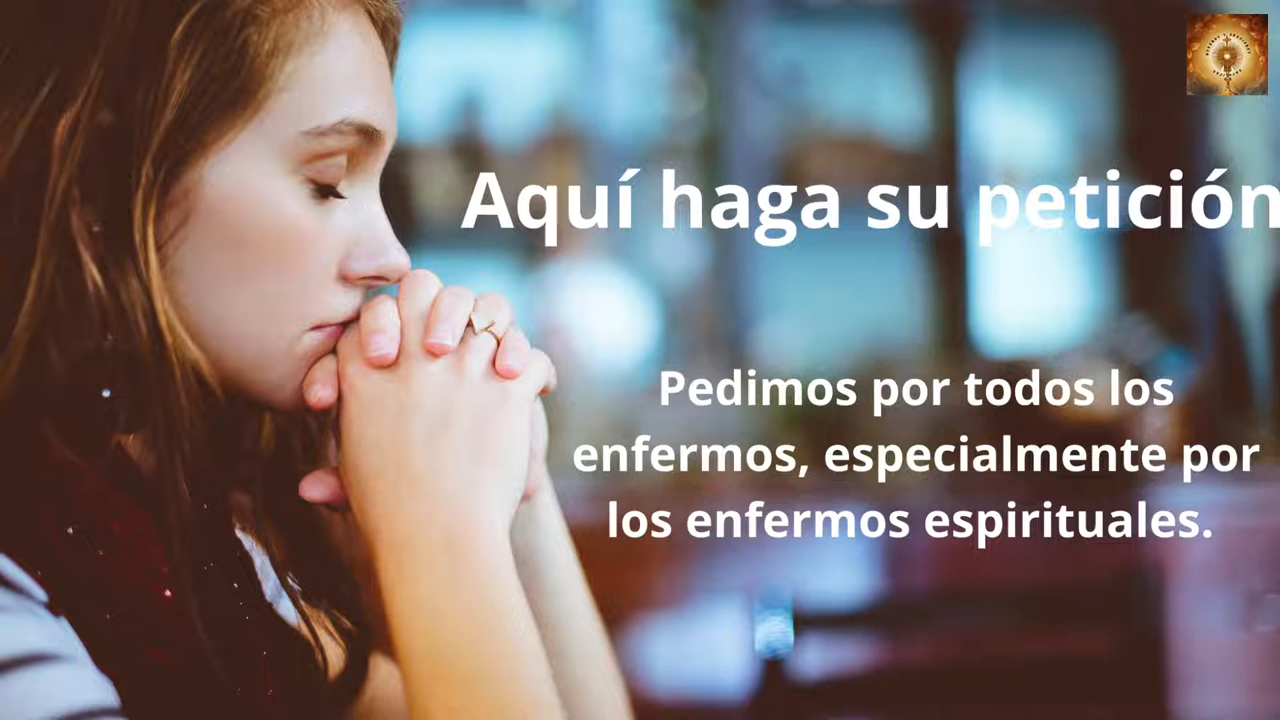 Aquí haga su petición
Pedimos por todos los
enfermos, especialmente por
los enfermos espirituales.